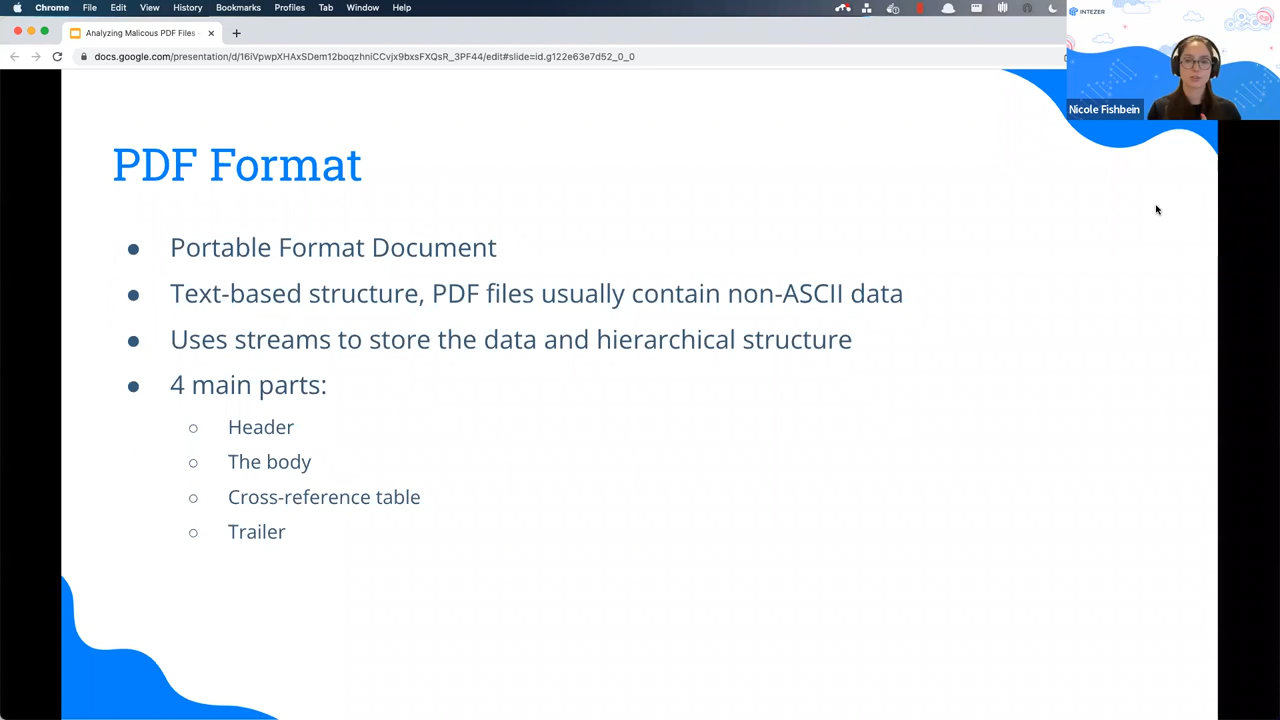 Chrome File Edit View History Bookmarks Profiles Tab Window Help
Analyzing Malicous PDF Files
docs.google.com/presentation/d/16iVpwpXHAxSDem12boqzhniCCvjx9bxsFXQsR_3PF44/edit#slide=id.g122e63e7d52_0_0
INTEZER
Nicole Fishbein
PDF Format
● Portable Format Document
● Text-based structure, PDF files usually contain non-ASCII data
● Uses streams to store the data and hierarchical structure
● 4 main parts:
○ Header
○ The body
○ Cross-reference table
○ Trailer